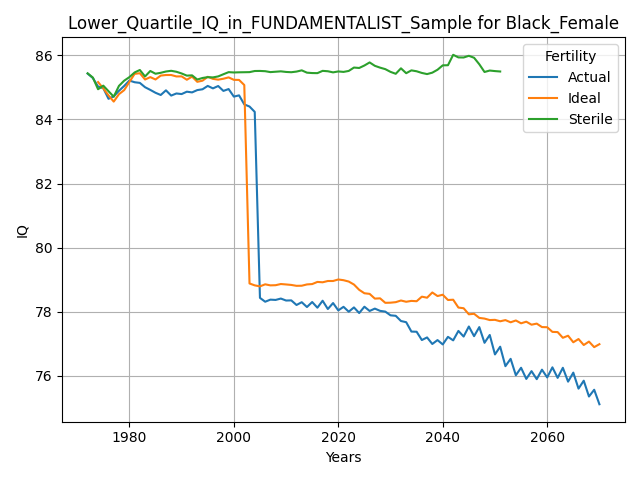 Lower_Quartile_IQ_in_FUNDAMENTALIST_Sample for Black_Female
86
84
82
80
78
76
IQ
Fertility
Actual
Ideal
Sterile
1980
2000
2020
2040
2060
Years